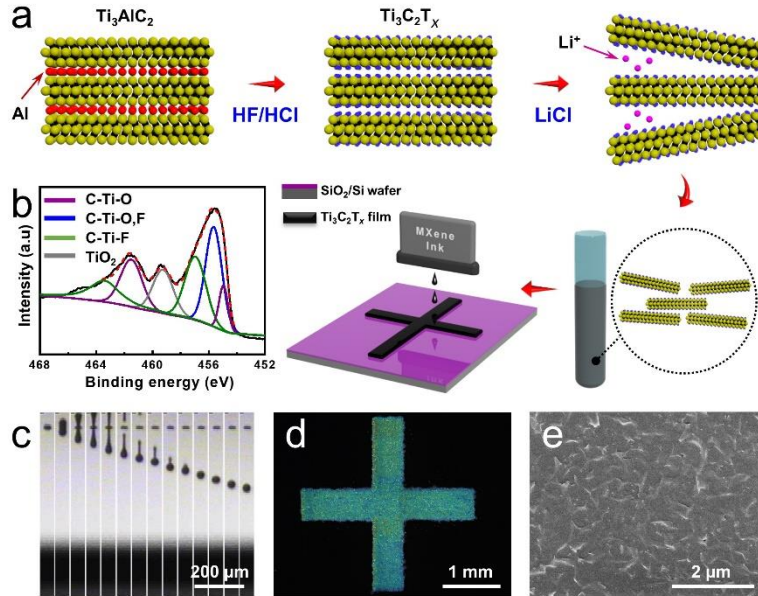 a
Ti₃AlC₂
Ti₃C₂Tₓ
Li⁺
Al
HF/HCl
LiCl
b
C-Ti-O
C-Ti-O,F
C-Ti-F
TiO₂
Intensity (a.u)
468 464 460 456 452
Binding energy (eV)
SiO₂/Si wafer
Ti₃C₂Tₓ film
MXene
Ink
c
200 μm
d
1 mm
e
2 μm